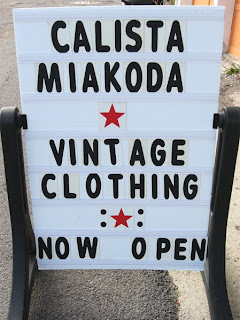 CALISTA
MIAKODA
★
VINTAGE
CLOTHING
:★:
NOW OPEN